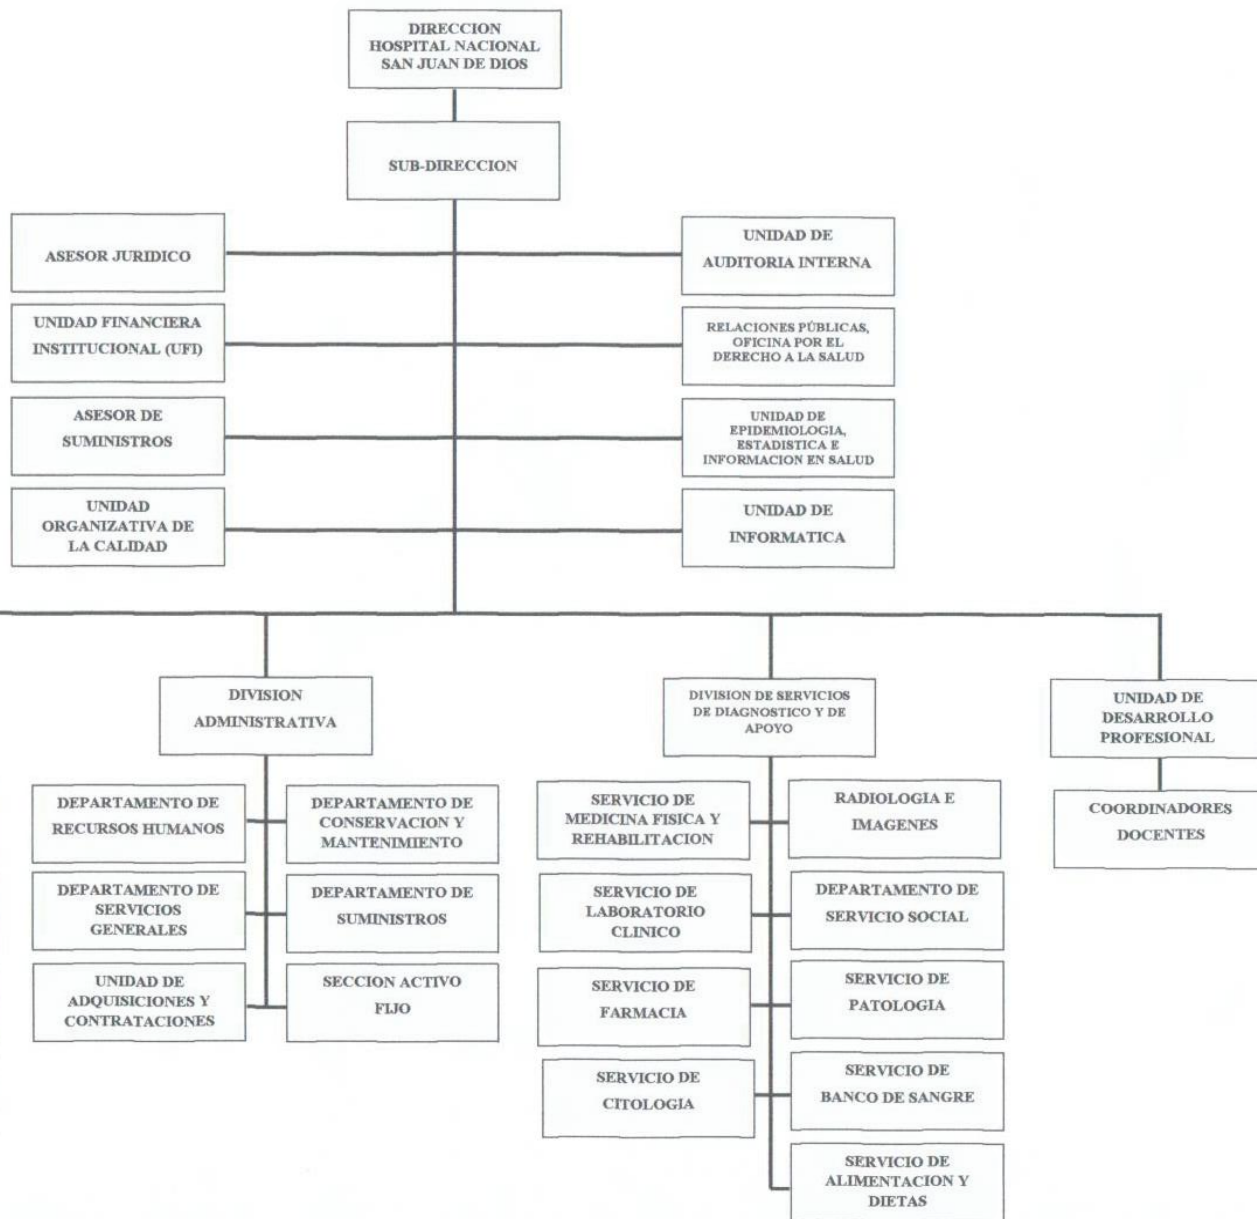 DIRECCION
HOSPITAL NACIONAL
SAN JUAN DE DIOS
SUB-DIRECCION
ASESOR JURIDICO
UNIDAD DE
AUDITORIA INTERNA
UNIDAD FINANCIERA
INSTITUCIONAL (UFI)
RELACIONES PÚBLICAS,
OFICINA POR EL
DERECHO A LA SALUD
ASESOR DE
SUMINISTROS
UNIDAD DE
EPIDEMIOLOGIA,
ESTADISTICA E
INFORMACION EN SALUD
UNIDAD
ORGANIZATIVA DE
LA CALIDAD
UNIDAD DE
INFORMATICA
DIVISION
ADMINISTRATIVA
DIVISION DE SERVICIOS
DE DIAGNOSTICO Y DE
APOYO
UNIDAD DE
DESARROLLO
PROFESIONAL
DEPARTAMENTO DE
RECURSOS HUMANOS
DEPARTAMENTO DE
CONSERVACION Y
MANTENIMIENTO
SERVICIO DE
MEDICINA FISICA Y
REHABILITACION
RADIOLOGIA E
IMAGENES
COORDINADORES
DOCENTES
DEPARTAMENTO DE
SERVICIOS
GENERALES
DEPARTAMENTO DE
SUMINISTROS
SERVICIO DE
LABORATORIO
CLINICO
DEPARTAMENTO DE
SERVICIO SOCIAL
UNIDAD DE
ADQUISICIONES Y
CONTRATACIONES
SECCION ACTIVO
FIJO
SERVICIO DE
FARMACIA
SERVICIO DE
PATOLOGIA
SERVICIO DE
CITOLOGIA
SERVICIO DE
BANCO DE SANGRE
SERVICIO DE
ALIMENTACION Y
DIETAS